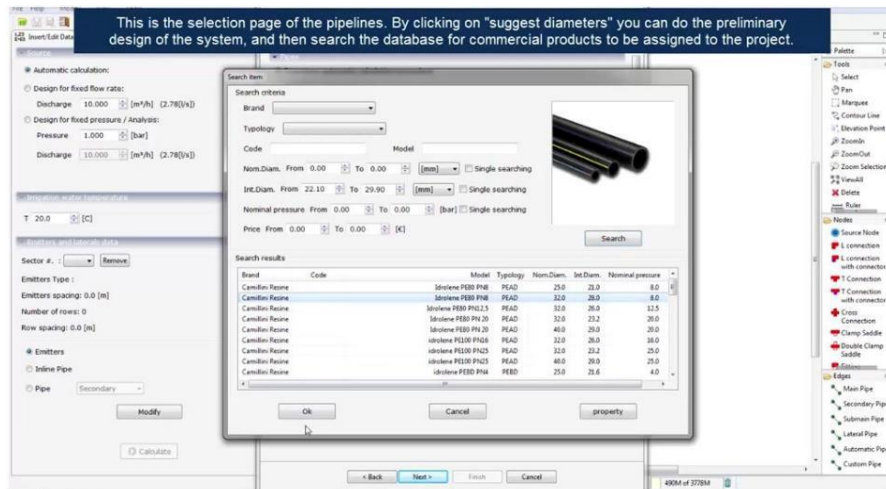 This is the selection page of the pipelines. By clicking on "suggest diameters" you can do the preliminary
design of the system, and then search the database for commercial products to be assigned to the project.
Insert/Edit Data
Source
Automatic calculation:
Design for fixed flow rate:
Discharge 10.000 [m³/h] (2.78[l/s])
Design for fixed pressure / Analysis:
Pressure 1.000 [bar]
Discharge 10.000 [m³/h] (2.78[l/s])
Irrigation water temperature
T 20.0 [C]
Emitters and laterals data
Sector #. : Remove
Emitters Type :
Emitters spacing: 0.0 [m]
Number of rows: 0
Row spacing: 0.0 [m]
Emitters
Inline Pipe
Pipe Secondary
Modify
Calculate
Pipes
Search item
Search criteria
Brand
Typology
Code Model
Nom.Diam. From 0.00 To 0.00 [mm] Single searching
Int.Diam. From 22.10 To 29.90 [mm] Single searching
Nominal pressure From 0.00 To 0.00 [bar] Single searching
Price From 0.00 To 0.00 [€]
Search
Search results
Brand Code Model Typology Nom.Diam. Int.Diam. Nominal pressure
Camillini Resine Idrolene PE80 PN8 PEAD 25.0 21.0 8.0
Camillini Resine Idrolene PE80 PN8 PEAD 32.0 28.0 8.0
Camillini Resine Idrolene PE80 PN12,5 PEAD 32.0 26.0 12.5
Camillini Resine Idrolene PE80 PN 20 PEAD 32.0 23.2 20.0
Camillini Resine Idrolene PE80 PN 20 PEAD 40.0 29.0 20.0
Camillini Resine idrolene PE100 PN16 PEAD 32.0 26.0 16.0
Camillini Resine idrolene PE100 PN25 PEAD 32.0 23.2 25.0
Camillini Resine idrolene PE100 PN25 PEAD 40.0 29.0 25.0
Camillini Resine idrolene PEBD PN4 PEBD 25.0 21.6 4.0
Ok Cancel property
< Back Next > Finish Cancel
Palette
Tools
Select
Pan
Marquee
Contour Line
Elevation Point
ZoomIn
ZoomOut
Zoom Selection
ViewAll
Delete
Ruler
Nodes
Source Node
L connection
L connection
with connector
T Connection
T Connection
with connector
Cross
Connection
Clamp Saddle
Double Clamp
Saddle
Edges
Main Pipe
Secondary Pip
Submain Pipe
Lateral Pipe
Automatic Pip
Custom Pipe
490M of 3778M